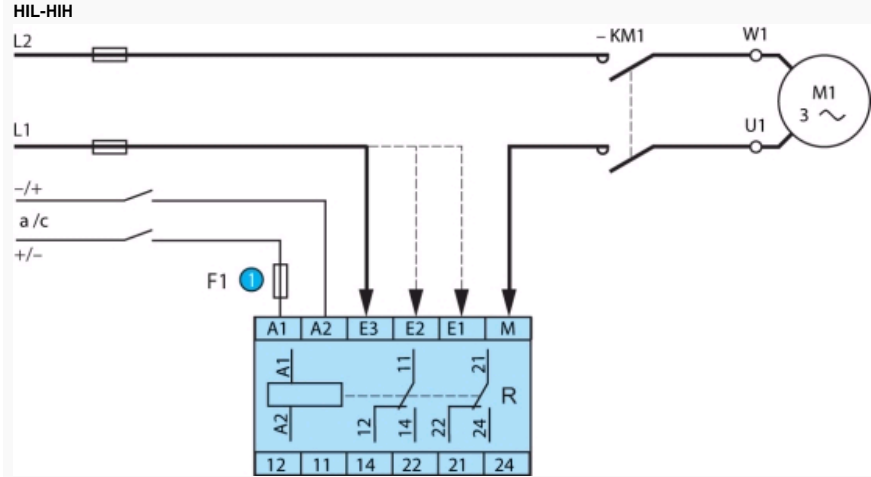 HIL-HIH
L2
– KM1
W1
M1
3 ~
L1
U1
–/+
a /c
+/–
F1 1
A1 A2 E3 E2 E1 M
A1 11 21
R
A2 12 14 22 24
12 11 14 22 21 24